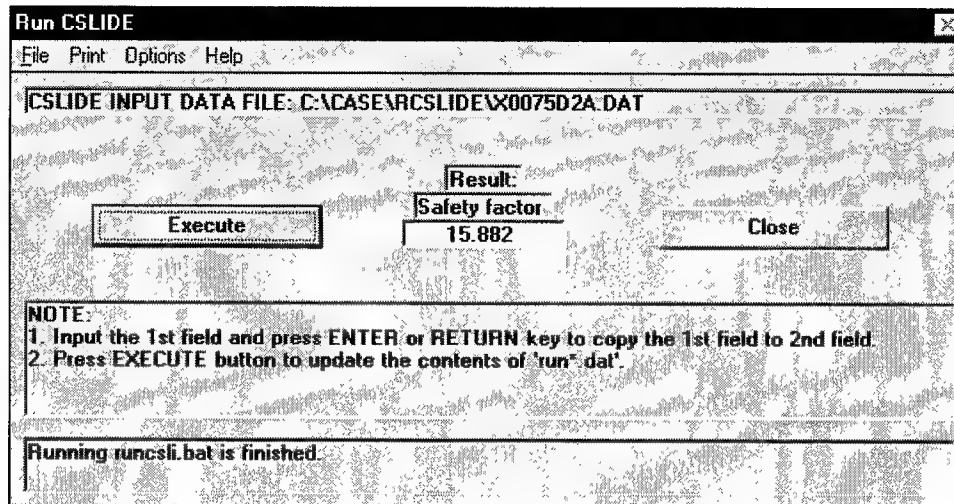 Run CSLIDE
File Print Options Help
CSLIDE INPUT DATA FILE: C:\CASE\RCSLIDE\X0075D2A.DAT
Result:
Safety factor
15.882
Execute
Close
NOTE:
1. Input the 1st field and press ENTER or RETURN key to copy the 1st field to 2nd field.
2. Press EXECUTE button to update the contents of 'run*.dat'.
Running runcsli.bat is finished.